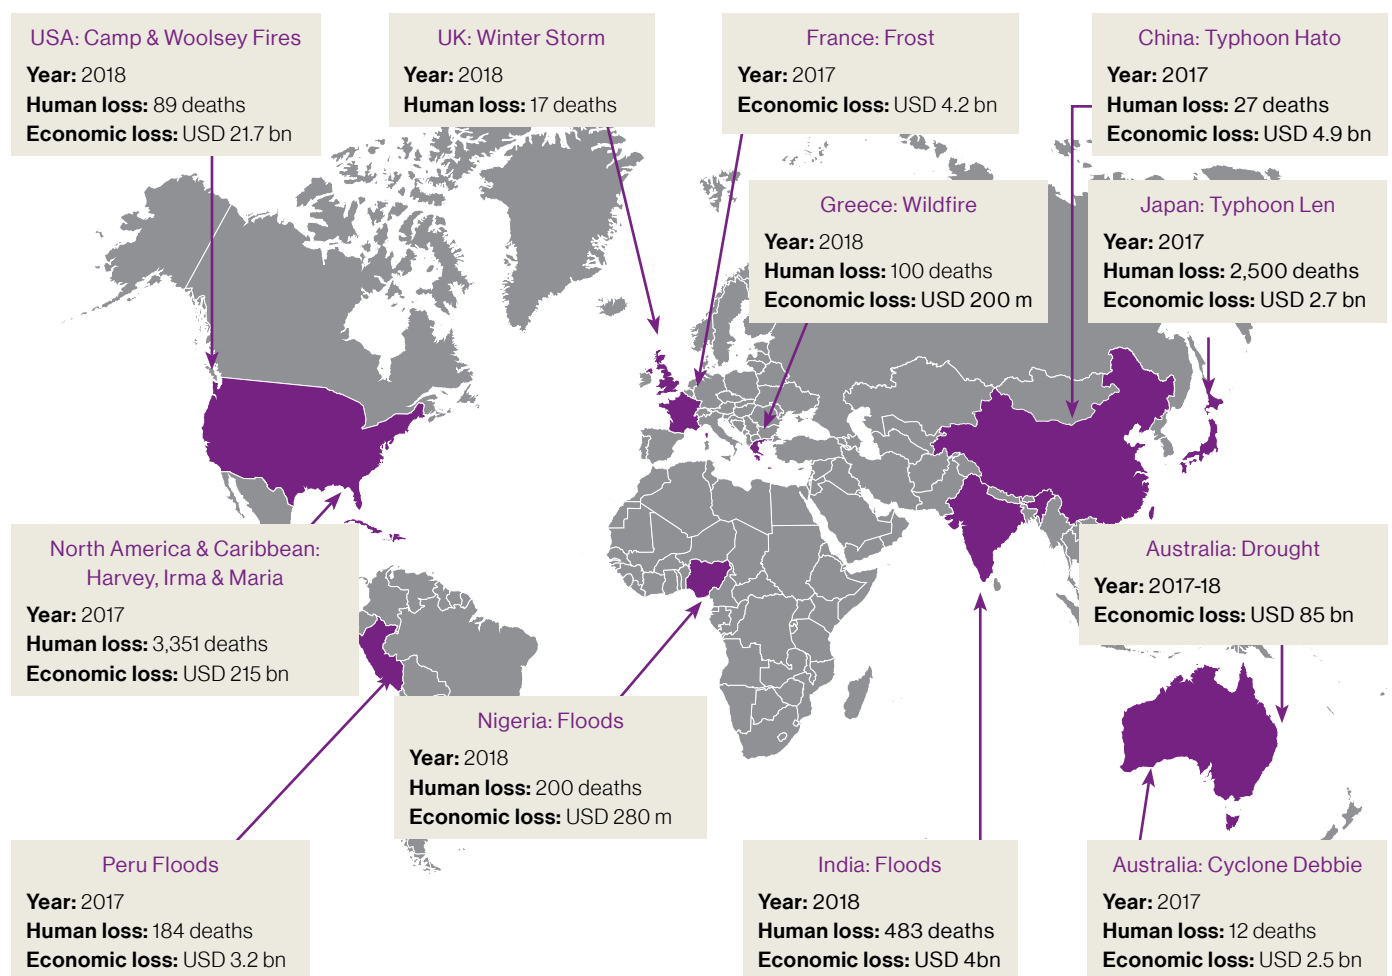 USA: Camp & Woolsey Fires
Year: 2018
Human loss: 89 deaths
Economic loss: USD 21.7 bn
UK: Winter Storm
Year: 2018
Human loss: 17 deaths
France: Frost
Year: 2017
Economic loss: USD 4.2 bn
China: Typhoon Hato
Year: 2017
Human loss: 27 deaths
Economic loss: USD 4.9 bn
Greece: Wildfire
Year: 2018
Human loss: 100 deaths
Economic loss: USD 200 m
Japan: Typhoon Len
Year: 2017
Human loss: 2,500 deaths
Economic loss: USD 2.7 bn
North America & Caribbean:
Harvey, Irma & Maria
Year: 2017
Human loss: 3,351 deaths
Economic loss: USD 215 bn
Australia: Drought
Year: 2017-18
Economic loss: USD 85 bn
Nigeria: Floods
Year: 2018
Human loss: 200 deaths
Economic loss: USD 280 m
Peru Floods
Year: 2017
Human loss: 184 deaths
Economic loss: USD 3.2 bn
India: Floods
Year: 2018
Human loss: 483 deaths
Economic loss: USD 4bn
Australia: Cyclone Debbie
Year: 2017
Human loss: 12 deaths
Economic loss: USD 2.5 bn